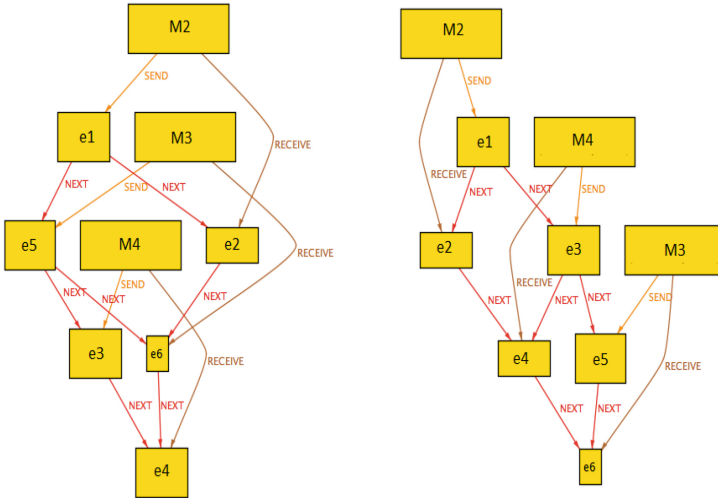 M2
SEND
e1
M3
RECEIVE
NEXT
NEXT
SEND
e5
M4
e2
NEXT
NEXT
SEND
NEXT
e3
e6
RECEIVE
NEXT
NEXT
e4
M2
SEND
e1
M4
RECEIVE
NEXT
NEXT
SEND
e2
e3
M3
NEXT
RECEIVE
NEXT
NEXT
SEND
e4
e5
RECEIVE
NEXT
NEXT
e6